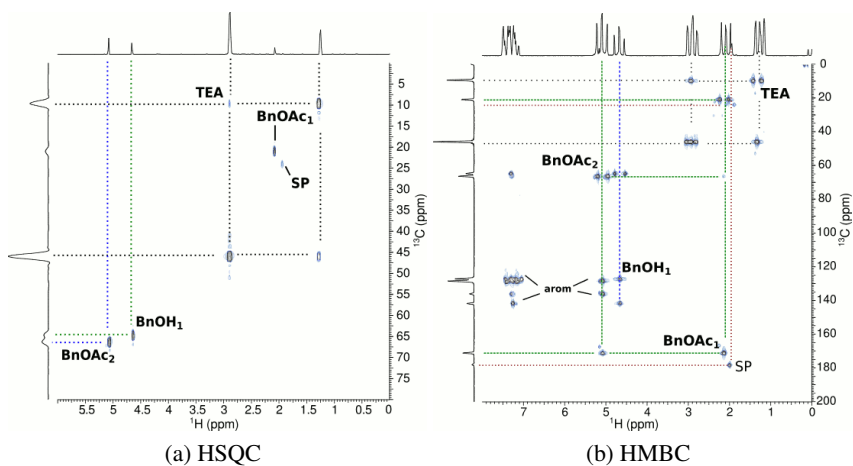 TEA
BnOAc1
SP
BnOH1
BnOAc2
5
10
15
20
25
30
35
40
45
50
55
60
65
70
75
13C (ppm)
5.5 5 4.5 4 3.5 3 2.5 2 1.5 1 0.5 0
1H (ppm)
(a) HSQC
TEA
BnOAc2
BnOH1
arom
BnOAc1
SP
0
20
40
60
80
100
120
140
160
180
200
13C (ppm)
7 6 5 4 3 2 1 0
1H (ppm)
(b) HMBC